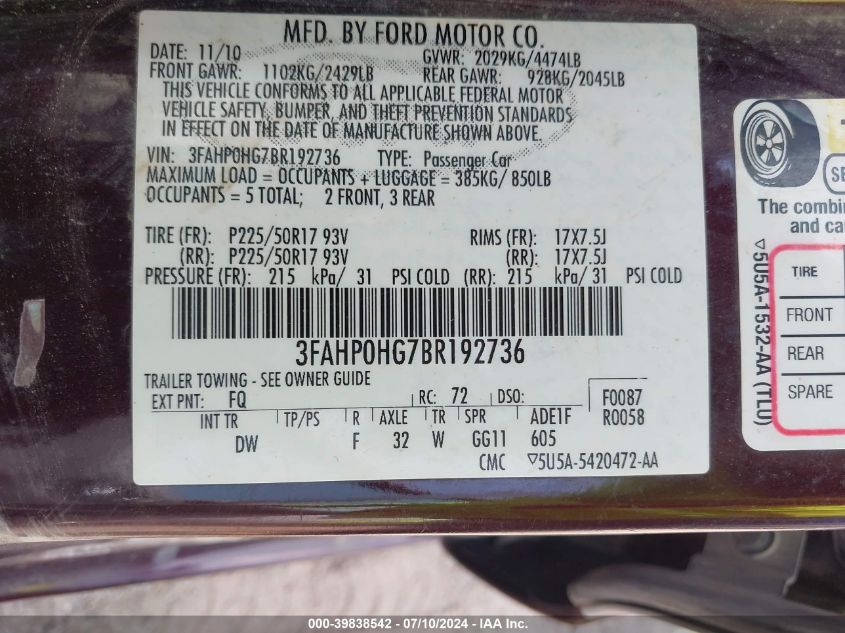 MFD. BY FORD MOTOR CO.
DATE: 11/10 GVWR: 2029KG/4474LB
FRONT GAWR: 1102KG/2429LB REAR GAWR: 928KG/2045LB
THIS VEHICLE CONFORMS TO ALL APPLICABLE FEDERAL MOTOR
VEHICLE SAFETY, BUMPER, AND THEFT PREVENTION STANDARDS
IN EFFECT ON THE DATE OF MANUFACTURE SHOWN ABOVE.
VIN: 3FAHP0HG7BR192736 TYPE: Passenger Car
MAXIMUM LOAD = OCCUPANTS + LUGGAGE = 385KG/ 850LB
OCCUPANTS = 5 TOTAL; 2 FRONT, 3 REAR
TIRE (FR): P225/50R17 93V RIMS (FR): 17X7.5J
(RR): P225/50R17 93V (RR): 17X7.5J
PRESSURE (FR): 215 kPa/ 31 PSI COLD (RR): 215 kPa/ 31 PSI COLD
3FAHP0HG7BR192736
TRAILER TOWING - SEE OWNER GUIDE
EXT PNT: FQ RC: 72 DSO: F0087
INT TR TP/PS R AXLE TR SPR ADE1F R0058
DW F 32 W GG11 605
CMC ▽5U5A-5420472-AA
The combin
and ca
TIRE
FRONT
REAR
SPARE
▽5U5A-1532-AA (TLU)
000-39838542 / 07/10/2024 - IAA Inc.